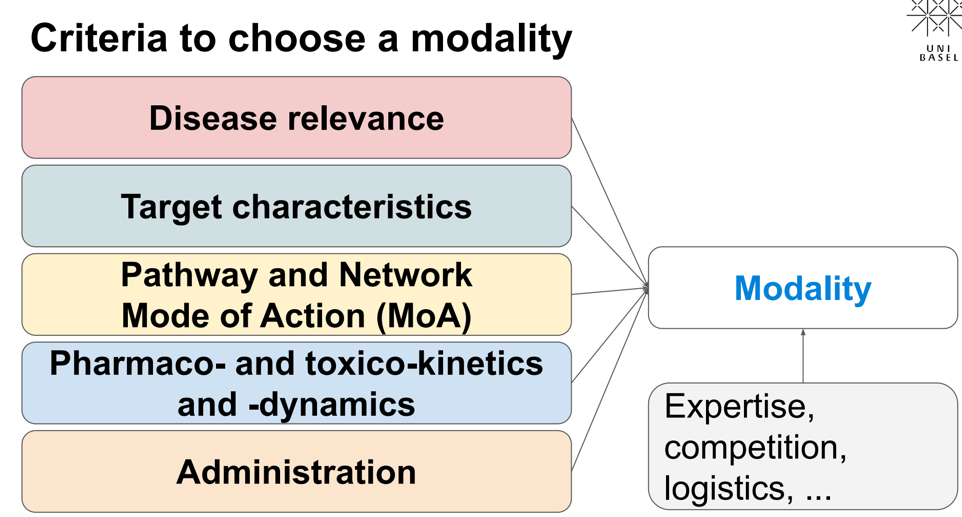 Criteria to choose a modality
UNI
BASEL
Disease relevance
Target characteristics
Pathway and Network
Mode of Action (MoA)
Pharmaco- and toxico-kinetics
and -dynamics
Administration
Modality
Expertise,
competition,
logistics, ...